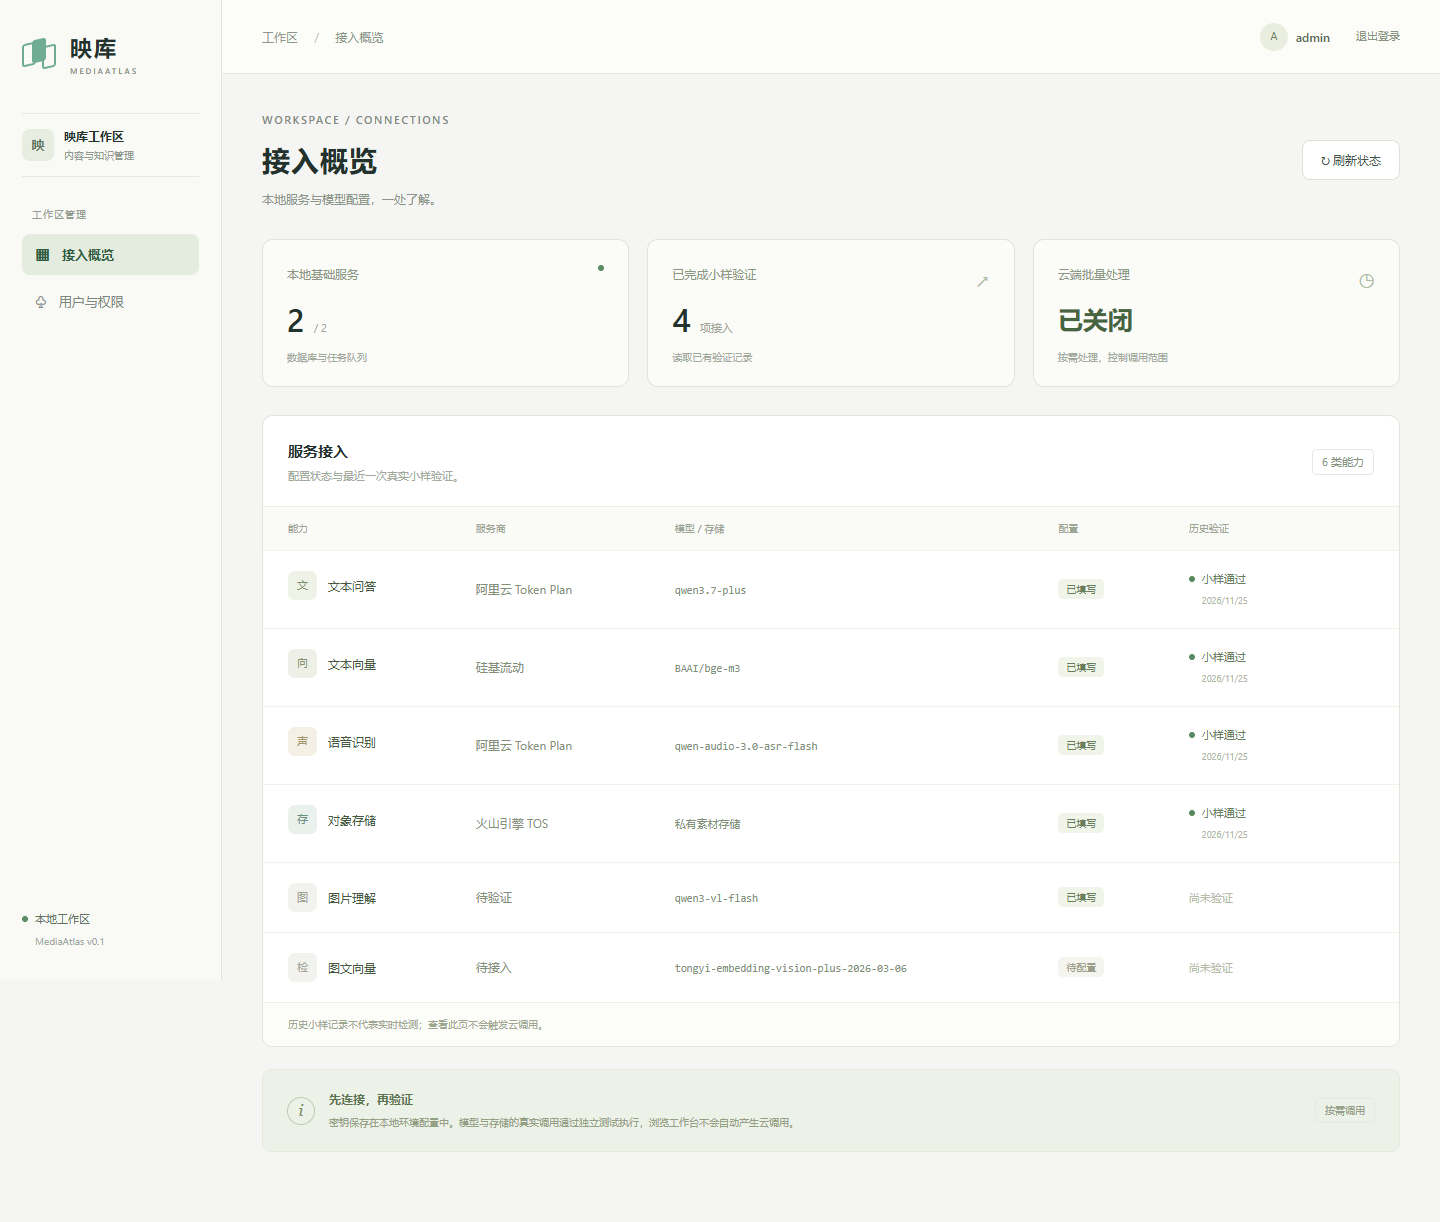 映库
MEDIAATLAS
映
映库工作区
内容与知识管理
工作区管理
接入概览
用户与权限
本地工作区
MediaAtlas v0.1
工作区 / 接入概览
A admin 退出登录
WORKSPACE / CONNECTIONS
接入概览
本地服务与模型配置，一处了解。
↻ 刷新状态
本地基础服务
2 / 2
数据库与任务队列
已完成小样验证
↗
4 项接入
读取已有验证记录
云端批量处理
已关闭
按需处理，控制调用范围
服务接入
配置状态与最近一次真实小样验证。
6 类能力
能力 服务商 模型 / 存储 配置 历史验证
文 文本问答 阿里云 Token Plan qwen3.7-plus 已填写 小样通过
2026/11/25
向 文本向量 硅基流动 BAAI/bge-m3 已填写 小样通过
2026/11/25
声 语音识别 阿里云 Token Plan qwen-audio-3.0-asr-flash 已填写 小样通过
2026/11/25
存 对象存储 火山引擎 TOS 私有素材存储 已填写 小样通过
2026/11/25
图 图片理解 待验证 qwen3-vl-flash 已填写 尚未验证
检 图文向量 待接入 tongyi-embedding-vision-plus-2026-03-06 待配置 尚未验证
历史小样记录不代表实时检测；查看此页不会触发云调用。
i
先连接，再验证
密钥保存在本地环境配置中。模型与存储的真实调用通过独立测试执行，浏览工作台不会自动产生云调用。
按需调用